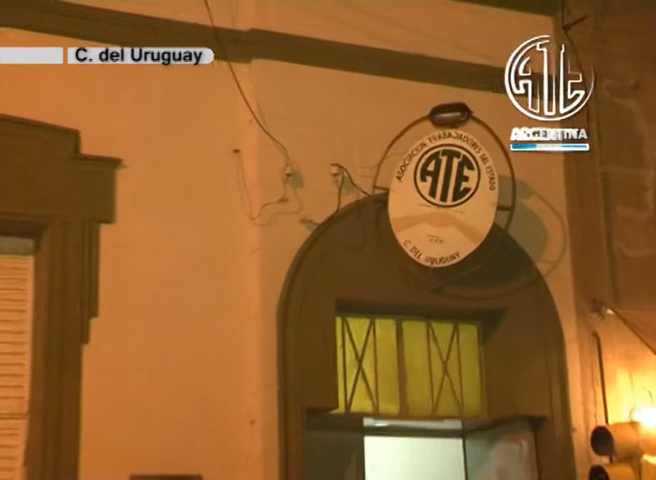 C. del Uruguay
ATE
ARGENTINA
ASOCIACION TRABAJADORES DEL ESTADO
ATE
C. DEL URUGUAY